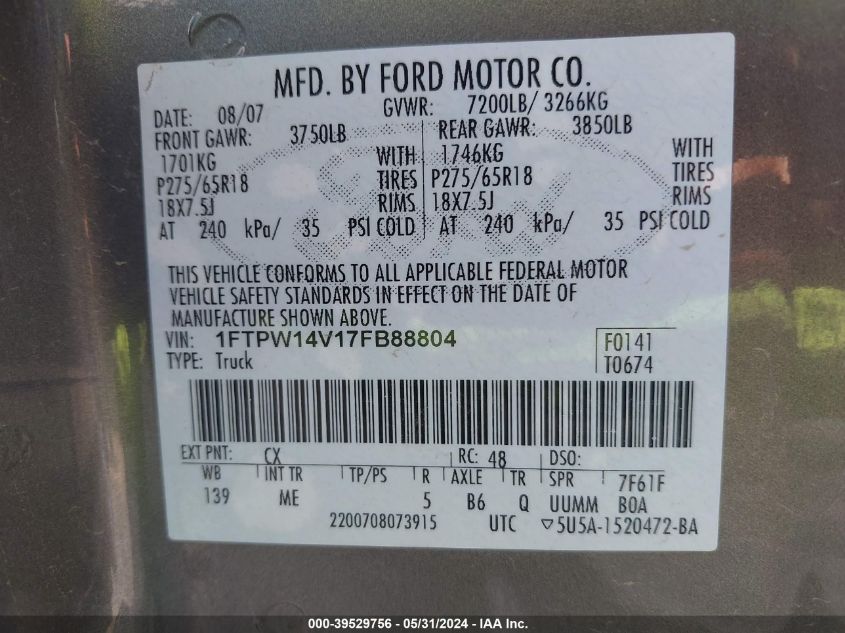 MFD. BY FORD MOTOR CO.
DATE: 08/07 GVWR: 7200LB/ 3266KG
FRONT GAWR: 3750LB REAR GAWR: 3850LB
1701KG WITH 1746KG WITH
P275/65R18 TIRES P275/65R18 TIRES
18X7.5J RIMS 18X7.5J RIMS
AT 240 kPa/ 35 PSI COLD AT 240 kPa/ 35 PSI COLD
THIS VEHICLE CONFORMS TO ALL APPLICABLE FEDERAL MOTOR
VEHICLE SAFETY STANDARDS IN EFFECT ON THE DATE OF
MANUFACTURE SHOWN ABOVE.
VIN: 1FTPW14V17FB88804 F0141
TYPE: Truck T0674
EXT PNT: CX RC: 48 DSO:
WB INT TR TP/PS R AXLE TR SPR 7F61F
139 ME 5 B6 Q UUMM BOA
2200708073915 UTC ▽5U5A-1520472-BA
000-39529756 - 05/31/2024 - IAA Inc.